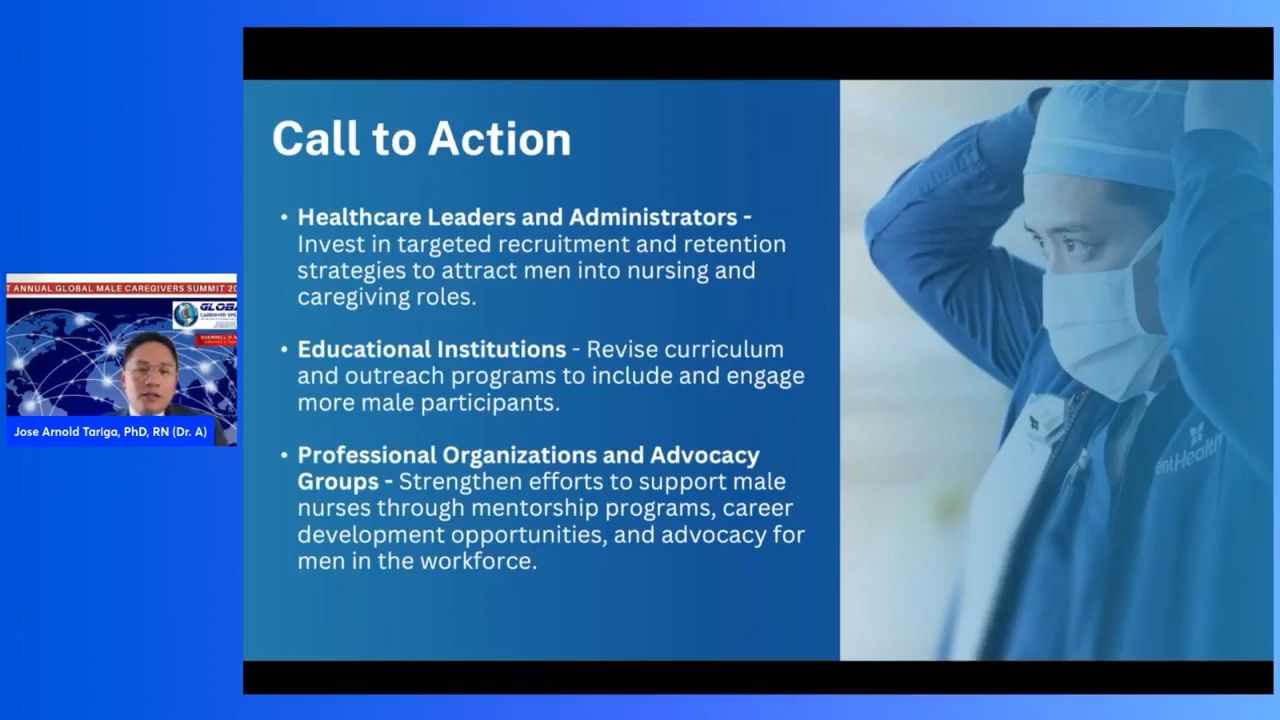 Call to Action
• Healthcare Leaders and Administrators -
Invest in targeted recruitment and retention
strategies to attract men into nursing and
caregiving roles.
• Educational Institutions - Revise curriculum
and outreach programs to include and engage
more male participants.
• Professional Organizations and Advocacy
Groups - Strengthen efforts to support male
nurses through mentorship programs, career
development opportunities, and advocacy for
men in the workforce.
T ANNUAL GLOBAL MALE CAREGIVERS SUMMIT 20
GLOBA
Jose Arnold Tariga, PhD, RN (Dr. A)
entHealth